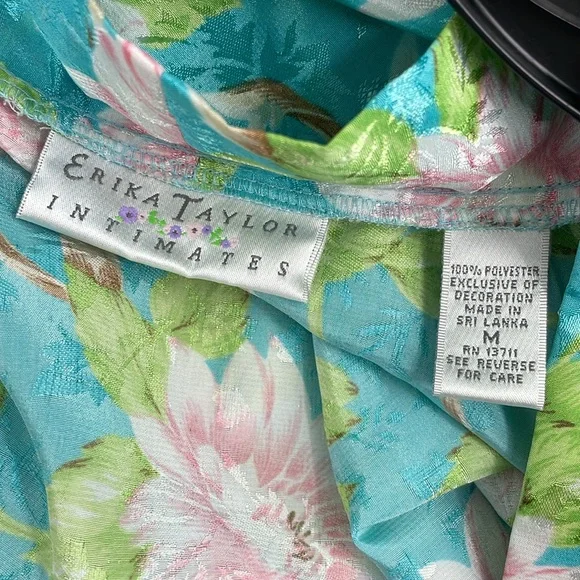 ERIKA TAYLOR
INTIMATES
100% POLYESTER
EXCLUSIVE OF
DECORATION
MADE IN
SRI LANKA
M
RN 13711
SEE REVERSE
FOR CARE